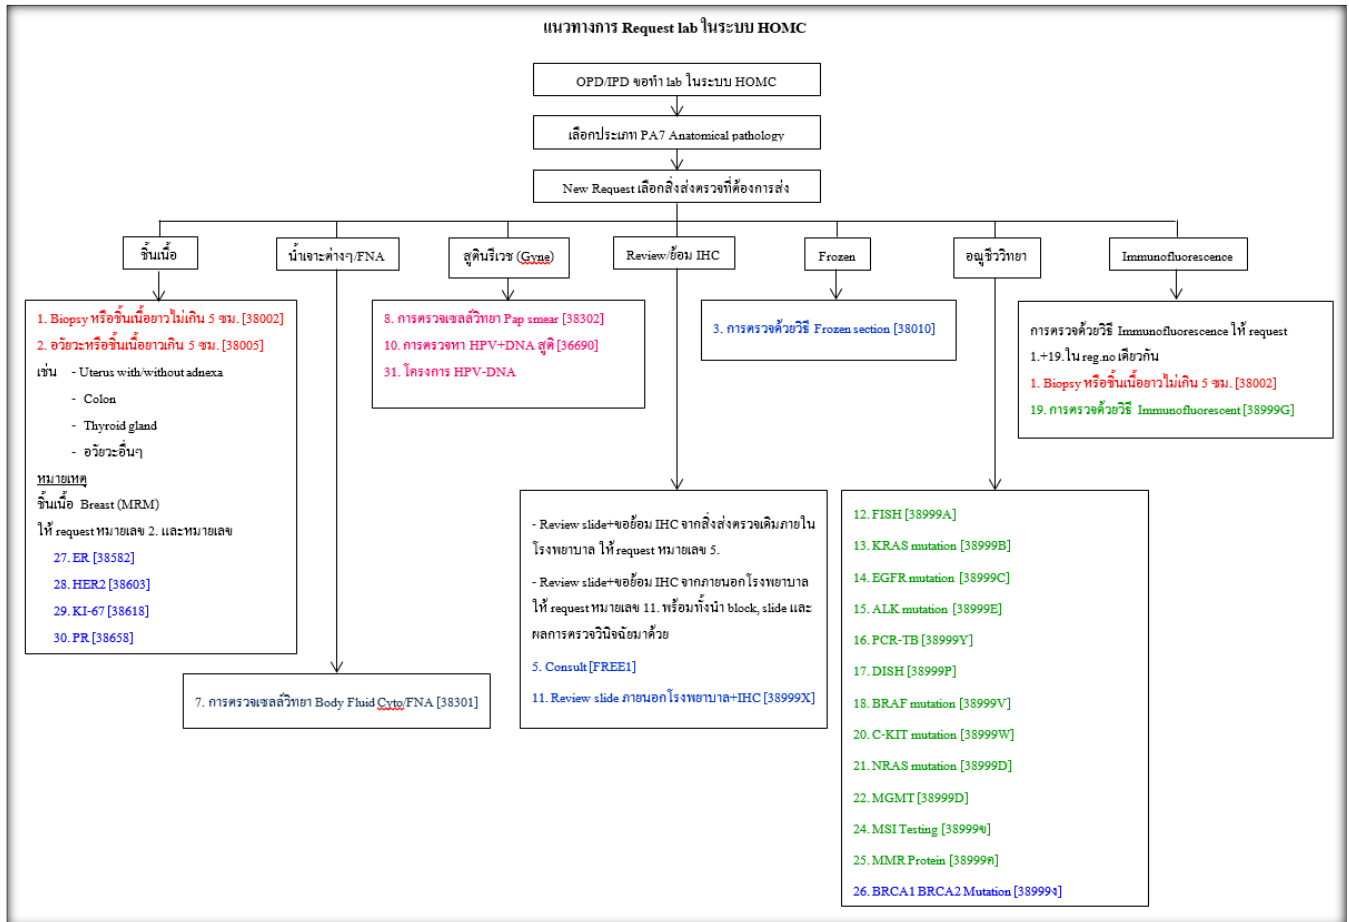 แนวทางการ Request lab ในระบบ HOMC
OPD/IPD ขอทำ lab ในระบบ HOMC
เลือกประเภท PA7 Anatomical pathology
New Request เลือกสิ่งส่งตรวจที่ต้องการส่ง
ชิ้นเนื้อ
น้ำเจาะต่างๆ/FNA
สูตินรีเวช (Gyne)
Review/ย้อม IHC
Frozen
อณูชีววิทยา
Immunofluorescence
1. Biopsy หรือชิ้นเนื้อยาวไม่เกิน 5 ซม. [38002]
2. อวัยวะหรือชิ้นเนื้อยาวเกิน 5 ซม. [38005]
เช่น - Uterus with/without adnexa
- Colon
- Thyroid gland
- อวัยวะอื่นๆ
หมายเหตุ
ชิ้นเนื้อ Breast (MRM)
ให้ request หมายเลข 2. และหมายเลข
27. ER [38582]
28. HER2 [38603]
29. KI-67 [38618]
30. PR [38658]
7. การตรวจเซลล์วิทยา Body Fluid Cyto/FNA [38301]
8. การตรวจเซลล์วิทยา Pap smear [38302]
10. การตรวจหา HPV+DNA สูติ [36690]
31. โครงการ HPV-DNA
- Review slide+ขอย้อม IHC จากสิ่งส่งตรวจเดิมภายใน
โรงพยาบาล ให้ request หมายเลข 5.
- Review slide+ขอย้อม IHC จากภายนอกโรงพยาบาล
ให้ request หมายเลข 11. พร้อมทั้งนำ block, slide และ
ผลการตรวจวินิจฉัยมาด้วย
5. Consult [FREE1]
11. Review slide ภายนอกโรงพยาบาล+IHC [38999X]
3. การตรวจด้วยวิธี Frozen section [38010]
12. FISH [38999A]
13. KRAS mutation [38999B]
14. EGFR mutation [38999C]
15. ALK mutation [38999E]
16. PCR-TB [38999Y]
17. DISH [38999P]
18. BRAF mutation [38999V]
20. C-KIT mutation [38999W]
21. NRAS mutation [38999D]
22. MGMT [38999D]
24. MSI Testing [38999ข]
25. MMR Protein [38999ค]
26. BRCA1 BRCA2 Mutation [38999ง]
การตรวจด้วยวิธี Immunofluorescence ให้ request
1.+19. ใน reg.no เดียวกัน
1. Biopsy หรือชิ้นเนื้อยาวไม่เกิน 5 ซม. [38002]
19. การตรวจด้วยวิธี Immunofluorescent [38999G]